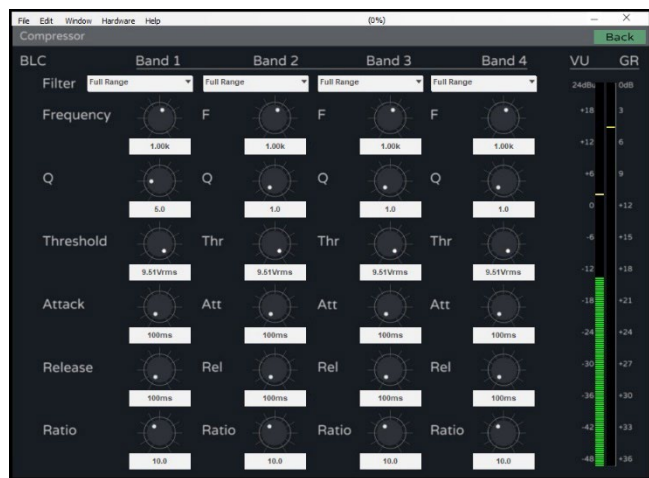 File Edit Window Hardware Help (0%)
Compressor Back
BLC Band 1 Band 2 Band 3 Band 4 VU GR
Filter Full Range Full Range Full Range Full Range 24dBu 0dB
+18 3
Frequency F F F
+12 6
1.00k 1.00k 1.00k 1.00k
Q Q Q Q +6 9
5.0 1.0 1.0 1.0 0 +12
Threshold Thr Thr Thr -6 +15
9.51Vrms 9.51Vrms 9.51Vrms 9.51Vrms -12 +18
Attack Att Att Att -18 +21
100ms 100ms 100ms 100ms -24 +24
Release Rel Rel Rel -30 +27
100ms 100ms 100ms 100ms -36 +30
Ratio Ratio Ratio Ratio -42 +33
10.0 10.0 10.0 10.0 -48 +36